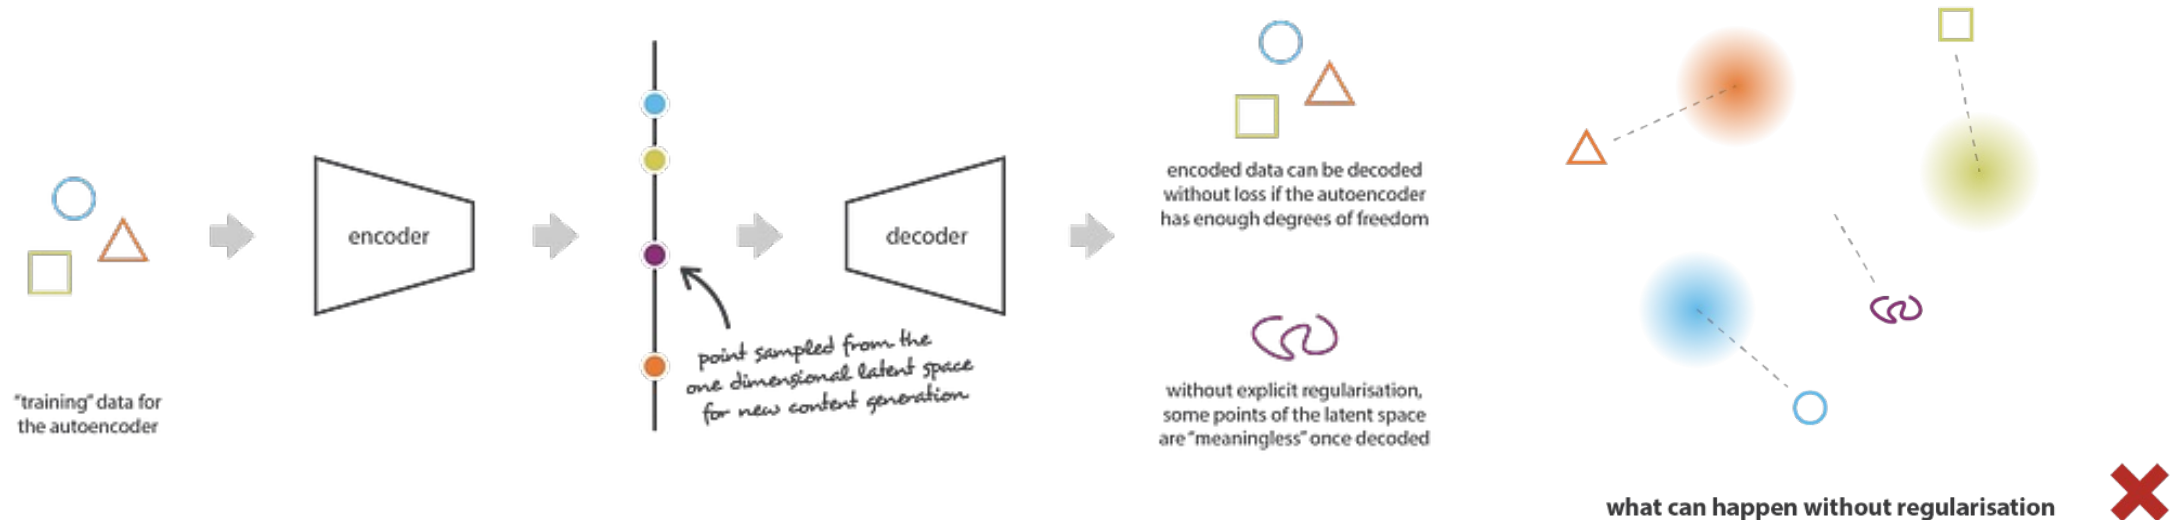 "training" data for
the autoencoder
encoder
point sampled from the
one dimensional latent space
for new content generation
decoder
encoded data can be decoded
without loss if the autoencoder
has enough degrees of freedom
without explicit regularisation,
some points of the latent space
are "meaningless" once decoded
what can happen without regularisation